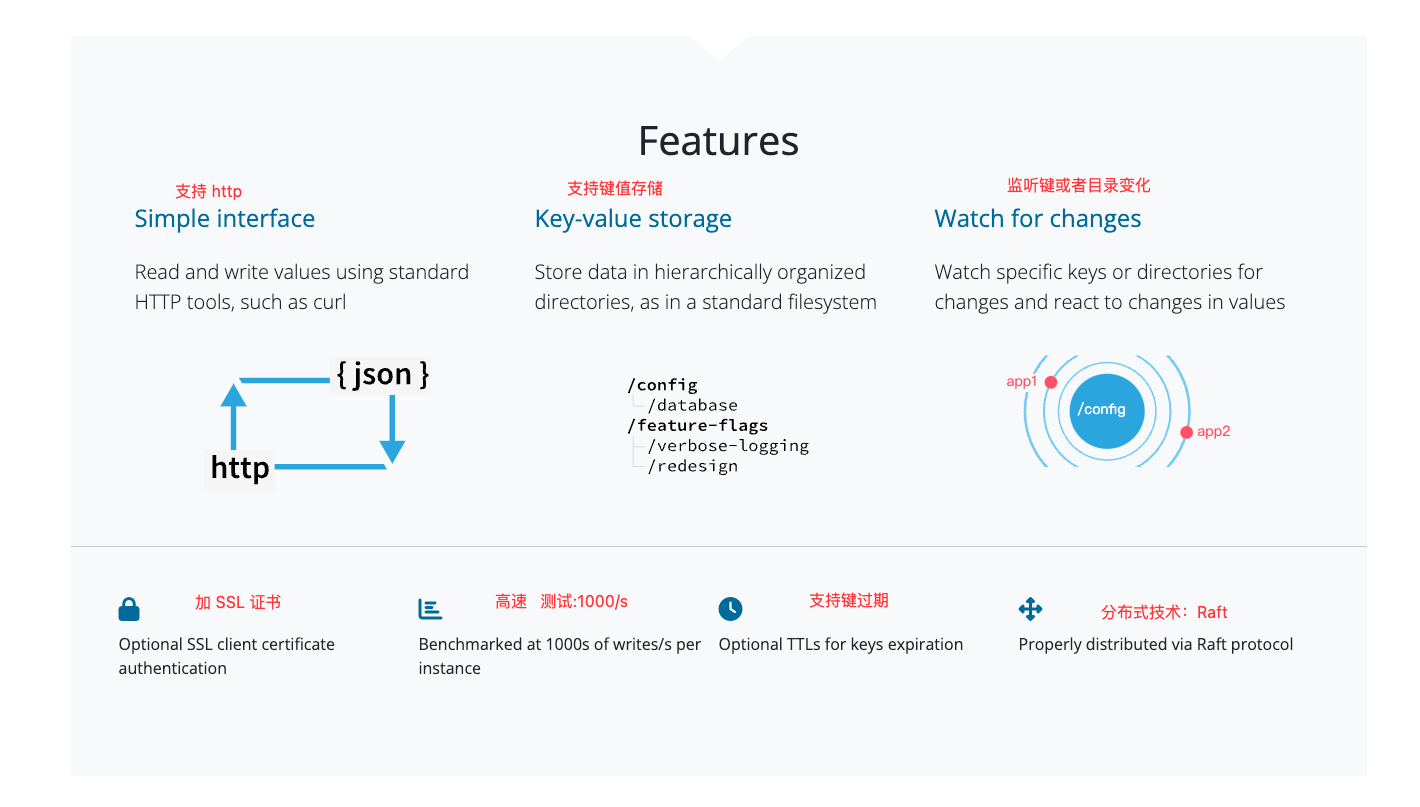 Features
支持 http
Simple interface
Read and write values using standard
HTTP tools, such as curl
{ json }
http
支持键值存储
Key-value storage
Store data in hierarchically organized
directories, as in a standard filesystem
/config
/database
/feature-flags
/verbose-logging
/redesign
监听键或者目录变化
Watch for changes
Watch specific keys or directories for
changes and react to changes in values
app1
/config
app2
加 SSL 证书
Optional SSL client certificate
authentication
高速 测试:1000/s
Benchmarked at 1000s of writes/s per
instance
支持键过期
Optional TTLs for keys expiration
分布式技术：Raft
Properly distributed via Raft protocol